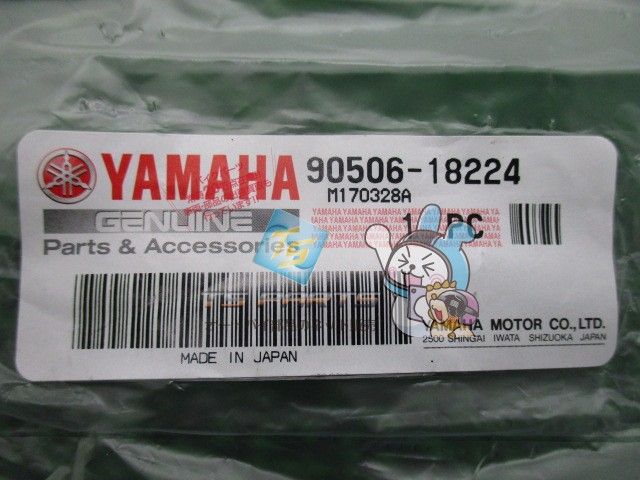 YAMAHA 90506-18224
M170328A
GENUINE
Parts & Accessories
YAMAHA YAMAHA YAMAHA YAMAHA YAMAHA
1 PC
MADE IN JAPAN
YAMAHA MOTOR CO.,LTD.
2500 SHINGAI IWATA SHIZUOKA JAPAN